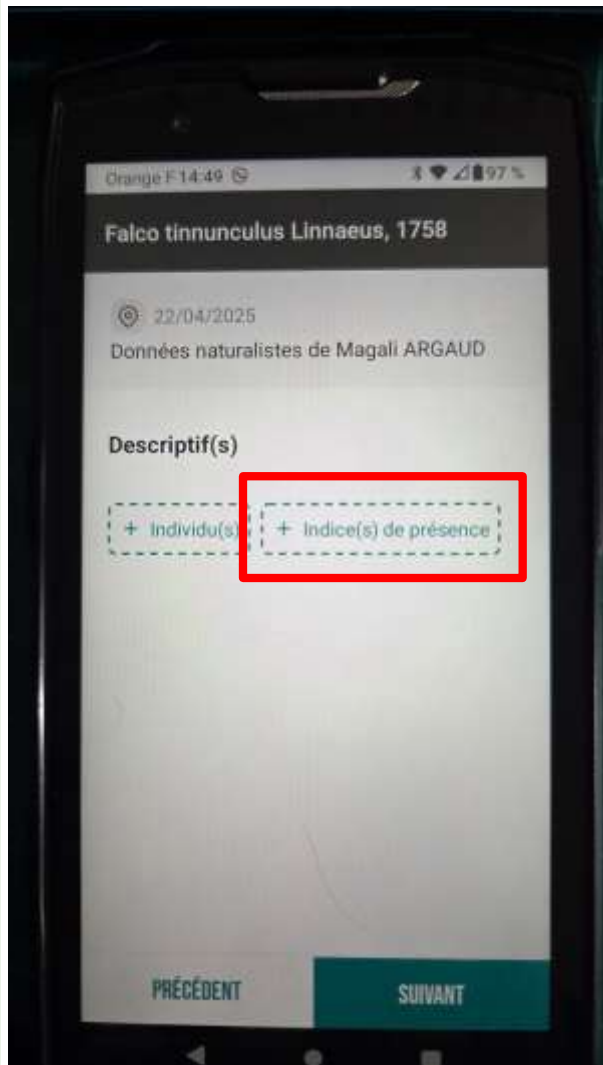 Orange F 14:49 97 %
Falco tinnunculus Linnaeus, 1758
22/04/2025
Données naturalistes de Magali ARGAUD
Descriptif(s)
+ Individu(s) + Indice(s) de présence
PRÉCÉDENT SUIVANT